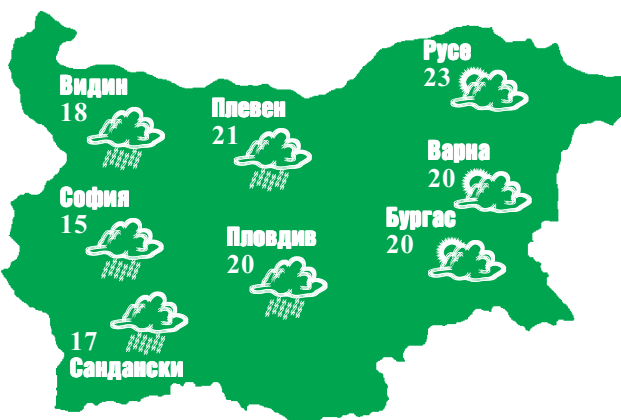 Русе
23
Видин
18
Плевен
21
Варна
20
София
15
Бургас
20
Пловдив
20
17
Сандански